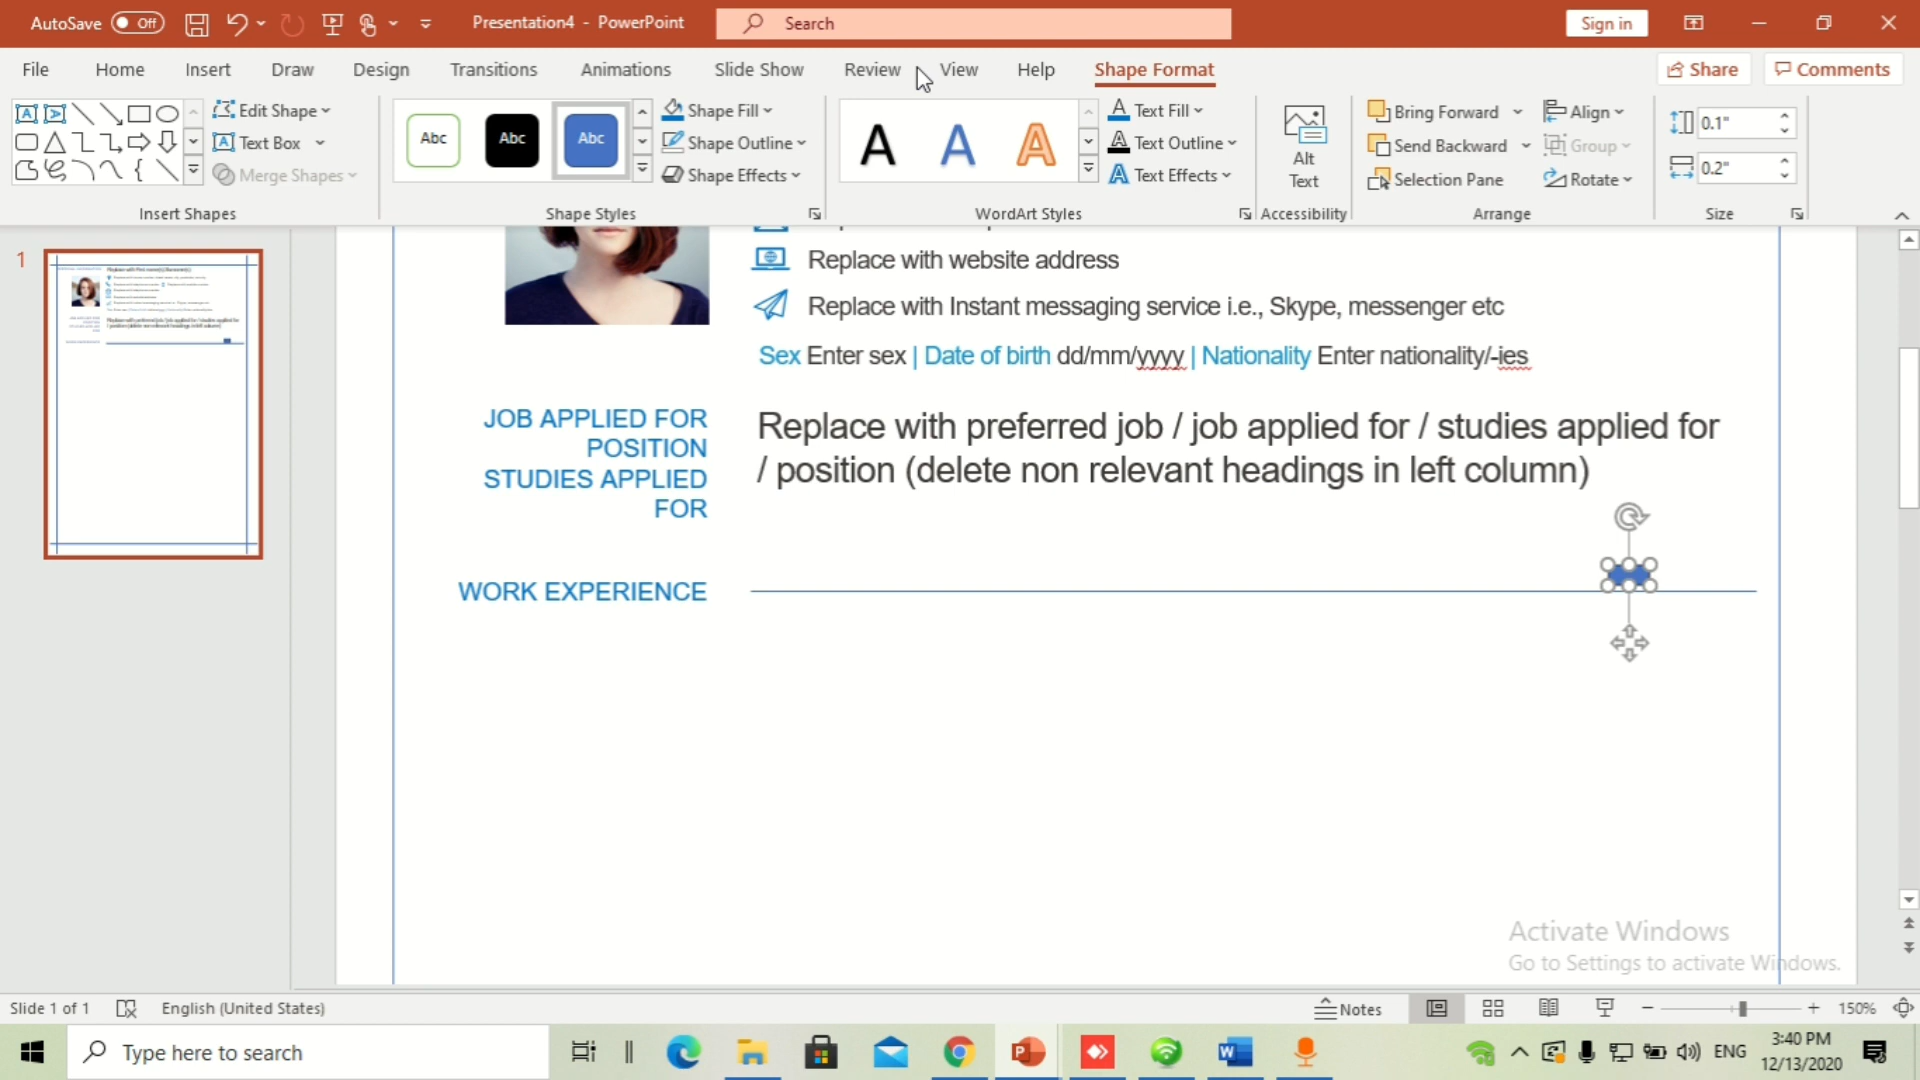 AutoSave Off Presentation4 - PowerPoint Search Sign in
File Home Insert Draw Design Transitions Animations Slide Show Review View Help Shape Format Share Comments
Edit Shape
Text Box
Merge Shapes
Insert Shapes
Abc Abc Abc
Shape Fill
Shape Outline
Shape Effects
Shape Styles
A A A
Text Fill
Text Outline
Text Effects
WordArt Styles
Alt
Text
Accessibility
Bring Forward
Send Backward
Selection Pane
Align
Group
Rotate
Arrange
0.1"
0.2"
Size
1
Replace with website address
Replace with Instant messaging service i.e., Skype, messenger etc
Sex Enter sex | Date of birth dd/mm/yyyy | Nationality Enter nationality/-ies
JOB APPLIED FOR
POSITION
STUDIES APPLIED
FOR
Replace with preferred job / job applied for / studies applied for
/ position (delete non relevant headings in left column)
WORK EXPERIENCE
Activate Windows
Go to Settings to activate Windows.
Slide 1 of 1 English (United States) Notes 150%
Type here to search
ENG
3:40 PM
12/13/2020